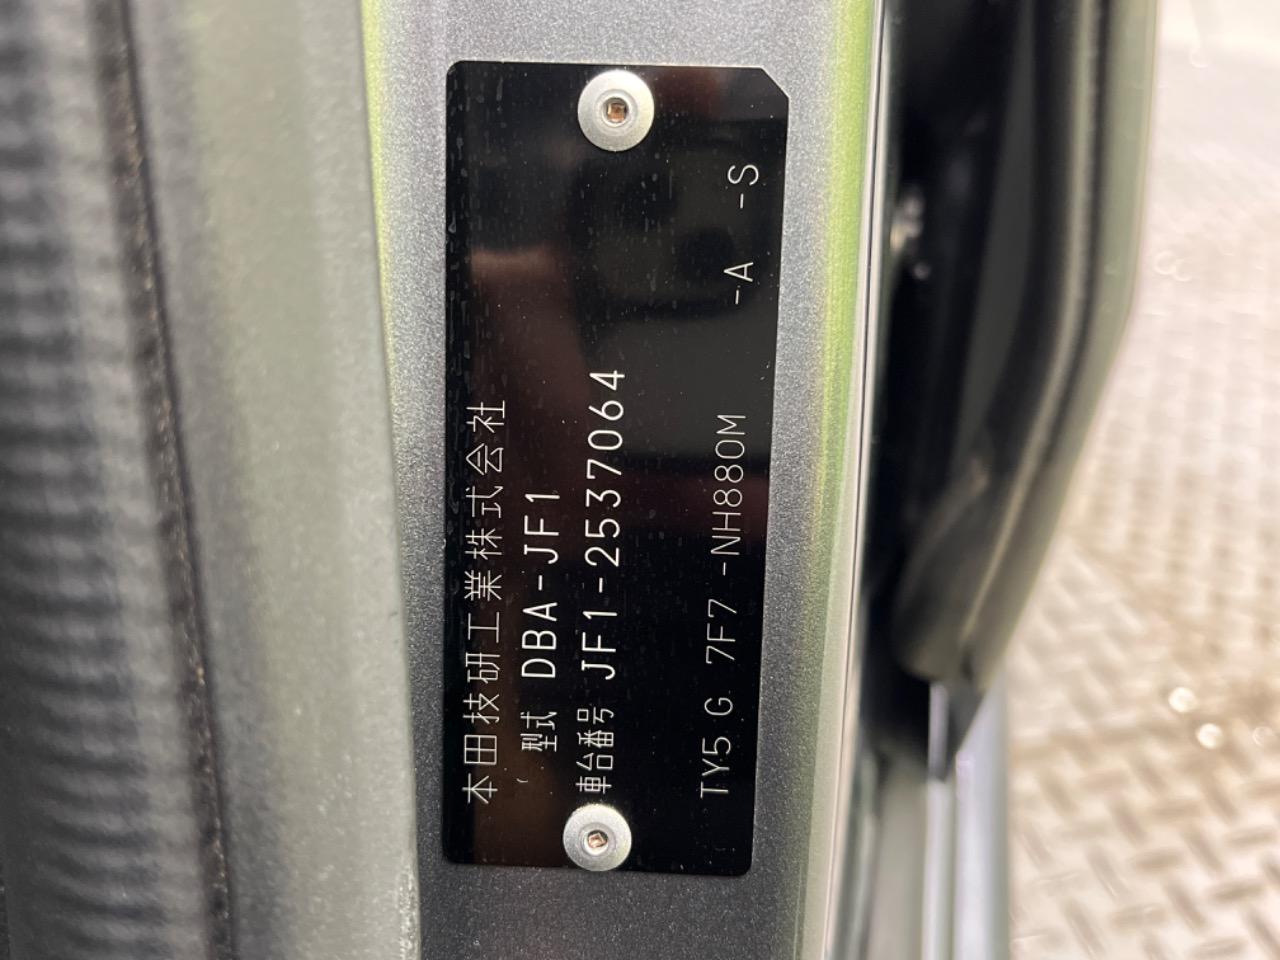 本田技研工業株式会社
型式 DBA-JF1
車台番号 JF1-2537064
TY5 G 7F7 -NH880M -A -S